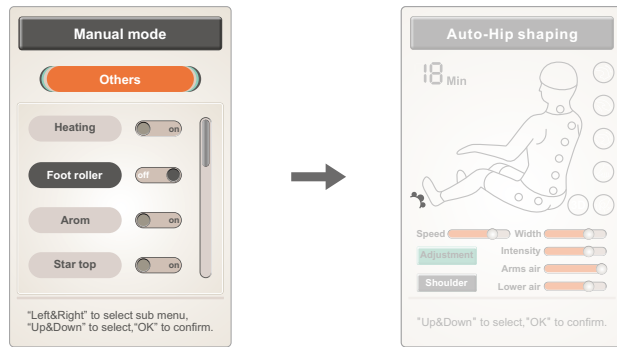 Manual mode
Others
Heating on
Foot roller off
Arom on
Star top on
"Left&Right" to select sub menu,
"Up&Down" to select,"OK" to confirm.
Auto-Hip shaping
18 Min
Speed Width
Adjustment Intensity
Arms air
Shoulder Lower air
"Up&Down" to select,"OK" to confirm.